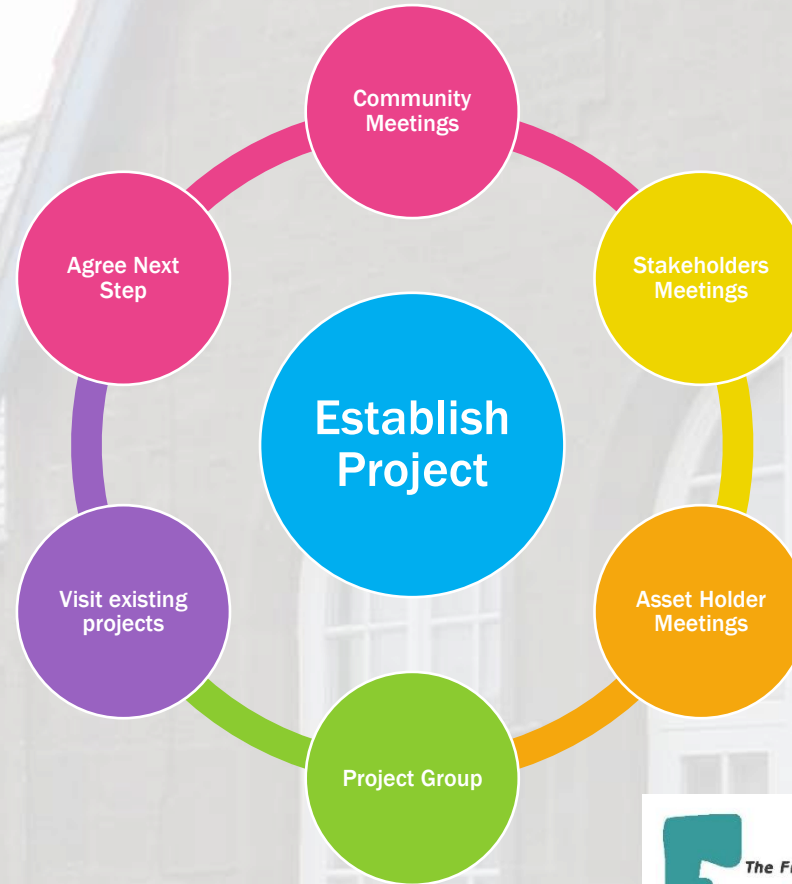 Community
Meetings
Stakeholders
Meetings
Asset Holder
Meetings
Project Group
Visit existing
projects
Agree Next
Step
Establish
Project
The